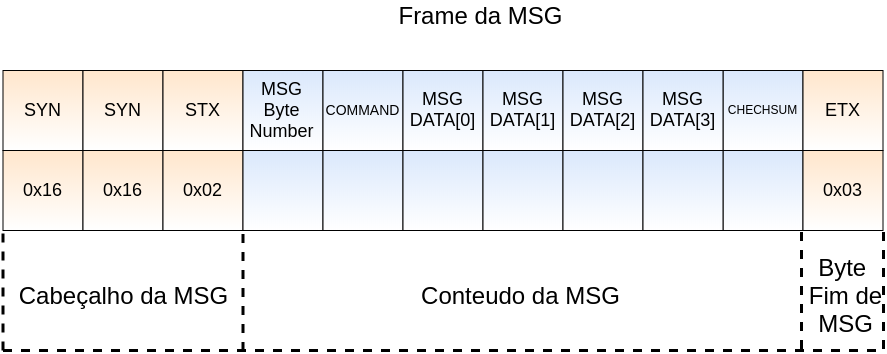 Frame da MSG
SYN
SYN
STX
MSG
Byte
Number
COMMAND
MSG
DATA[0]
MSG
DATA[1]
MSG
DATA[2]
MSG
DATA[3]
CHECHSUM
ETX
0x16
0x16
0x02
0x03
Cabeçalho da MSG
Conteudo da MSG
Byte
Fim de
MSG